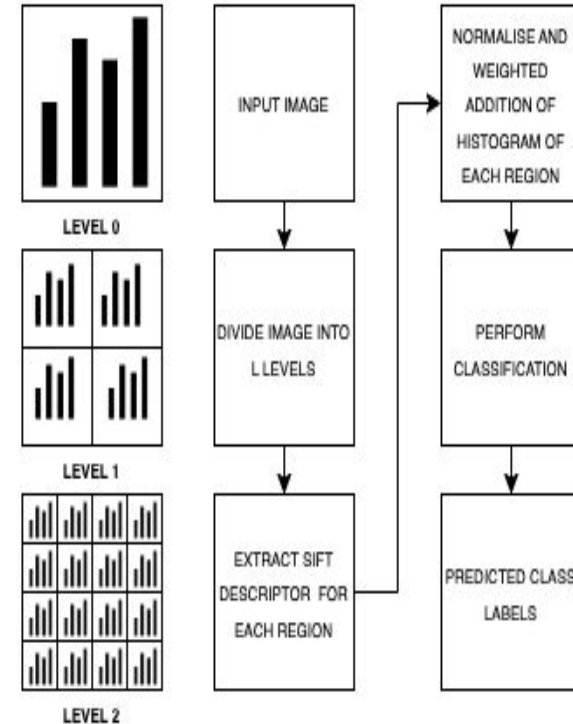 LEVEL 0
LEVEL 1
LEVEL 2
INPUT IMAGE
DIVIDE IMAGE INTO
L LEVELS
EXTRACT SIFT
DESCRIPTOR FOR
EACH REGION
NORMALISE AND
WEIGHTED
ADDITION OF
HISTOGRAM OF
EACH REGION
PERFORM
CLASSIFICATION
PREDICTED CLASS
LABELS